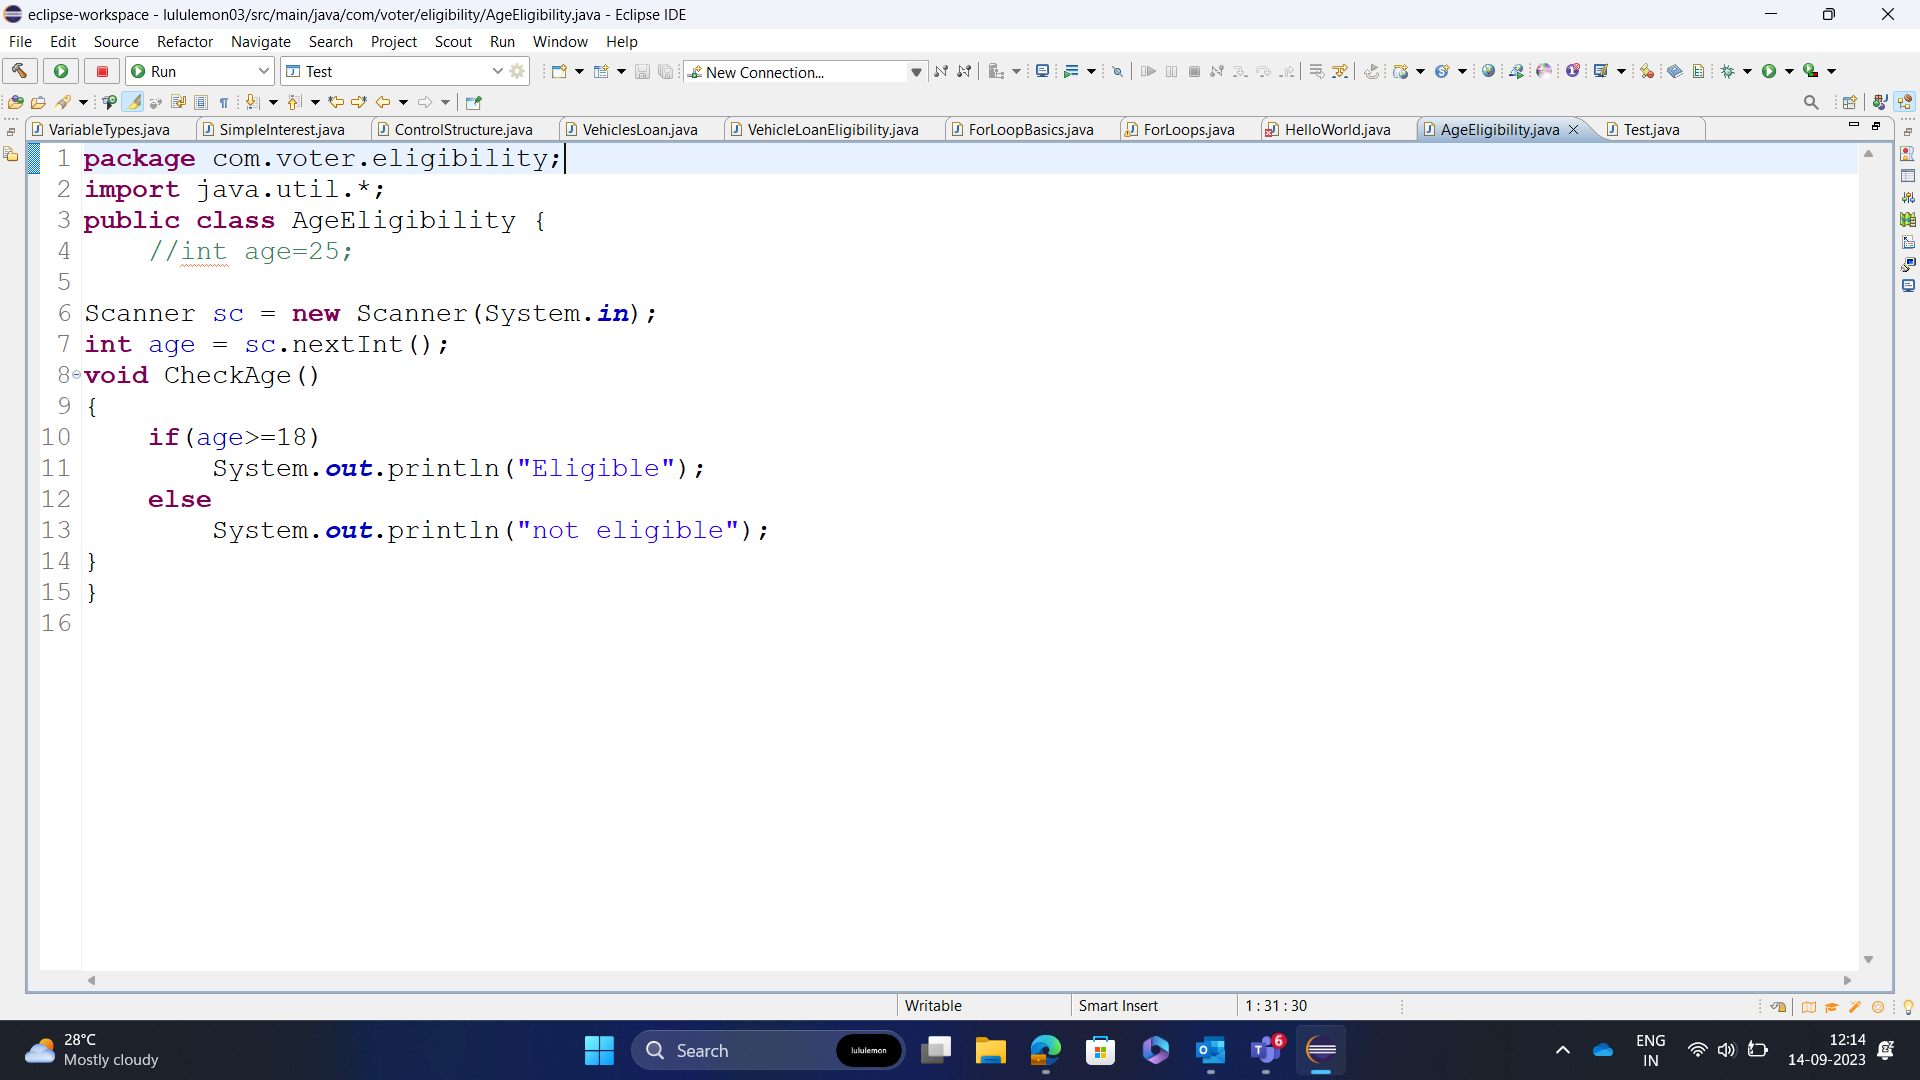 eclipse-workspace - lululemon03/src/main/java/com/voter/eligibility/AgeEligibility.java - Eclipse IDE
File Edit Source Refactor Navigate Search Project Scout Run Window Help
Run Test New Connection...
VariableTypes.java SimpleInterest.java ControlStructure.java VehiclesLoan.java VehicleLoanEligibility.java ForLoopBasics.java ForLoops.java HelloWorld.java AgeEligibility.java Test.java
1 package com.voter.eligibility;
2 import java.util.*;
3 public class AgeEligibility {
4     //int age=25;
5
6 Scanner sc = new Scanner(System.in);
7 int age = sc.nextInt();
8 void CheckAge()
9 {
10     if(age>=18)
11         System.out.println("Eligible");
12     else
13         System.out.println("not eligible");
14 }
15 }
16
Writable Smart Insert 1 : 31 : 30
28°C
Mostly cloudy
Search lululemon
6
ENG
IN
12:14
14-09-2023